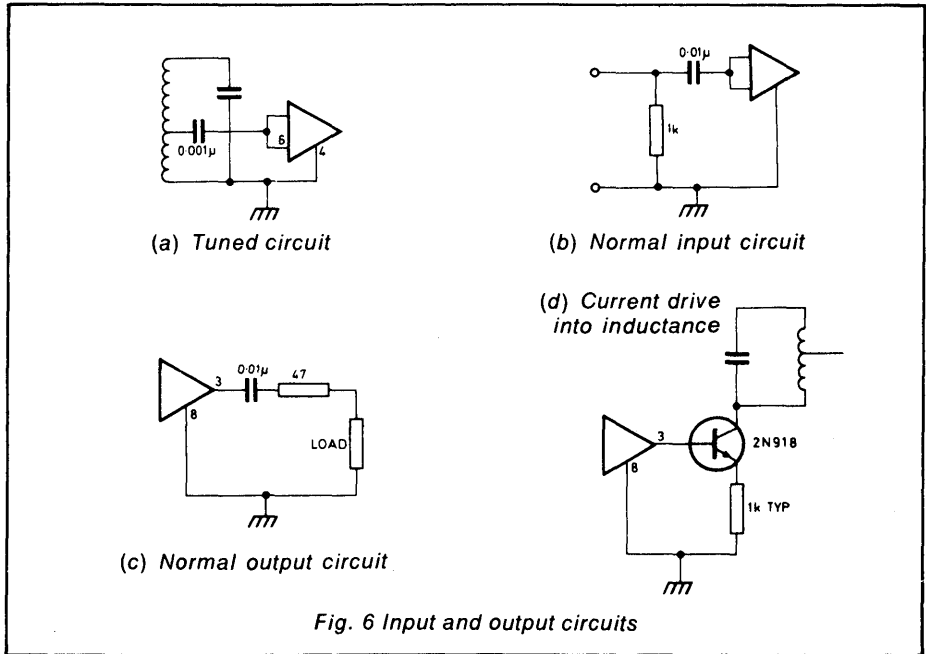 0·001µ
6
4
(a) Tuned circuit
0·01µ
1k
(b) Normal input circuit
3
0·01µ
47
8
LOAD
(c) Normal output circuit
(d) Current drive
into inductance
3
8
2N918
1k TYP
Fig. 6 Input and output circuits